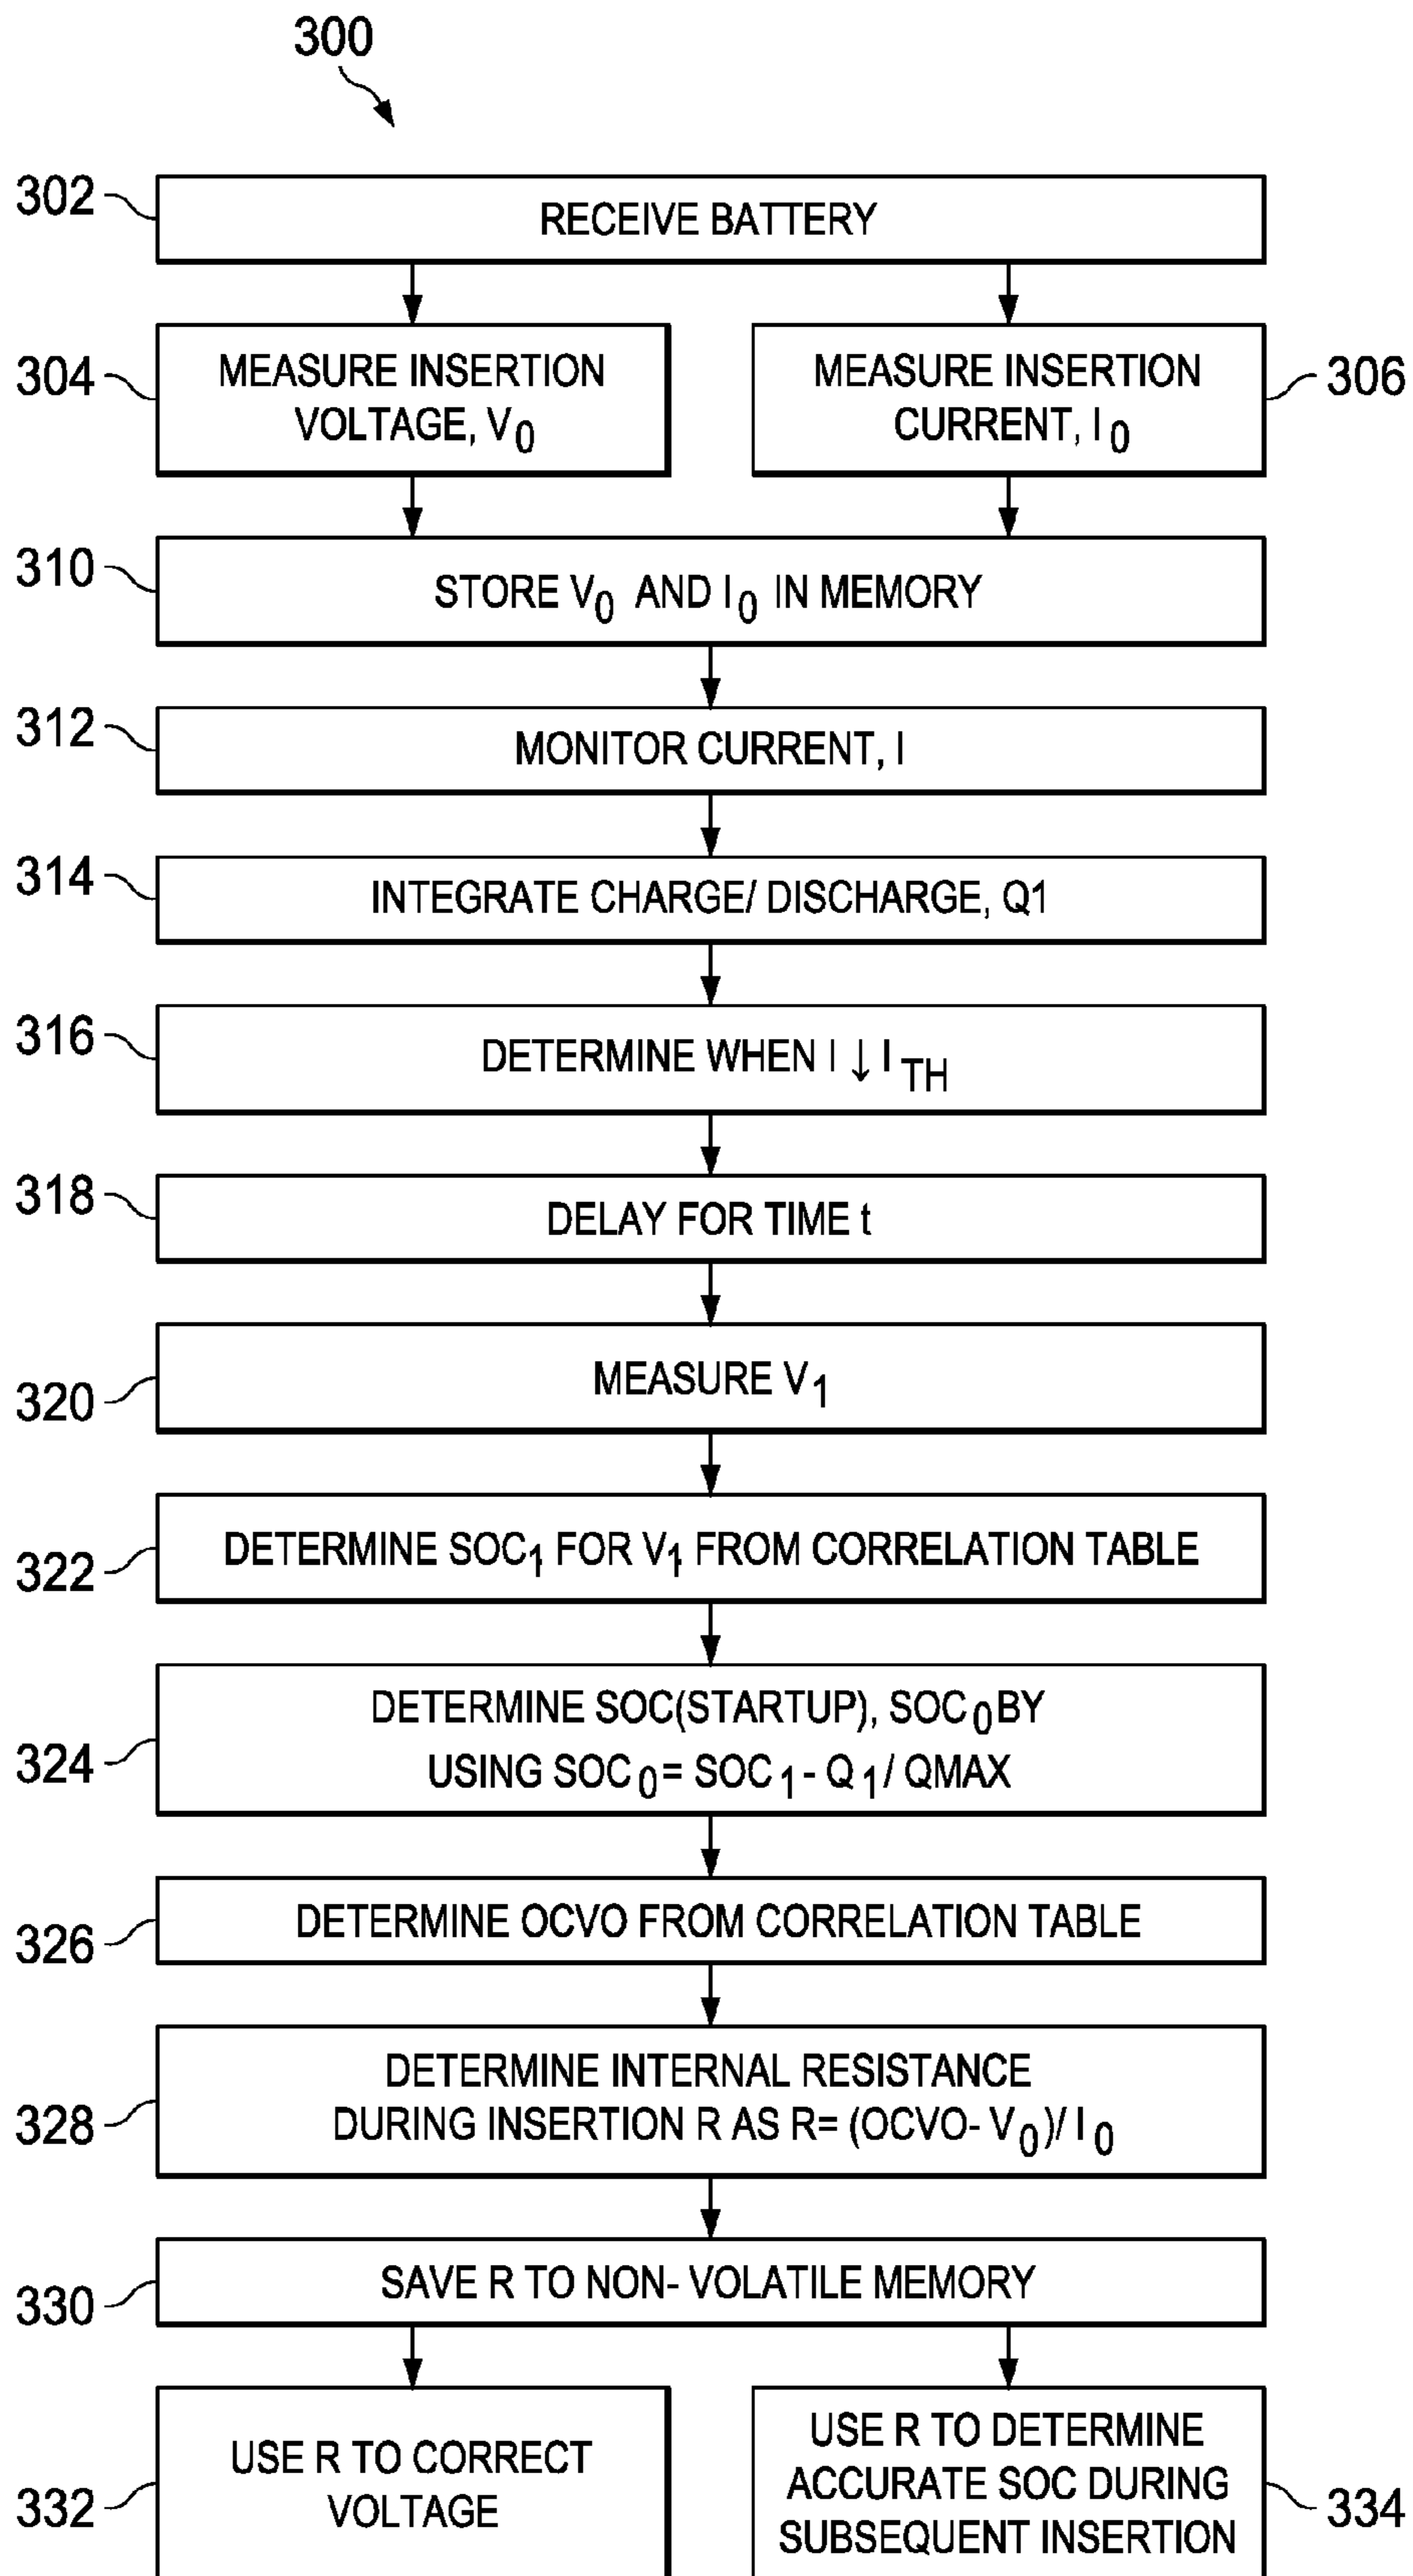 300
302
RECEIVE BATTERY
304
MEASURE INSERTION
VOLTAGE, V0
MEASURE INSERTION
CURRENT, I0
306
310
STORE V0 AND I0 IN MEMORY
312
MONITOR CURRENT, I
314
INTEGRATE CHARGE/ DISCHARGE, Q1
316
DETERMINE WHEN I ↓ ITH
318
DELAY FOR TIME t
320
MEASURE V1
322
DETERMINE SOC1 FOR V1 FROM CORRELATION TABLE
324
DETERMINE SOC(STARTUP), SOC0 BY
USING SOC0 = SOC1 - Q1 / QMAX
326
DETERMINE OCVO FROM CORRELATION TABLE
328
DETERMINE INTERNAL RESISTANCE
DURING INSERTION R AS R= (OCVO- V0)/ I0
330
SAVE R TO NON- VOLATILE MEMORY
332
USE R TO CORRECT
VOLTAGE
USE R TO DETERMINE
ACCURATE SOC DURING
SUBSEQUENT INSERTION
334